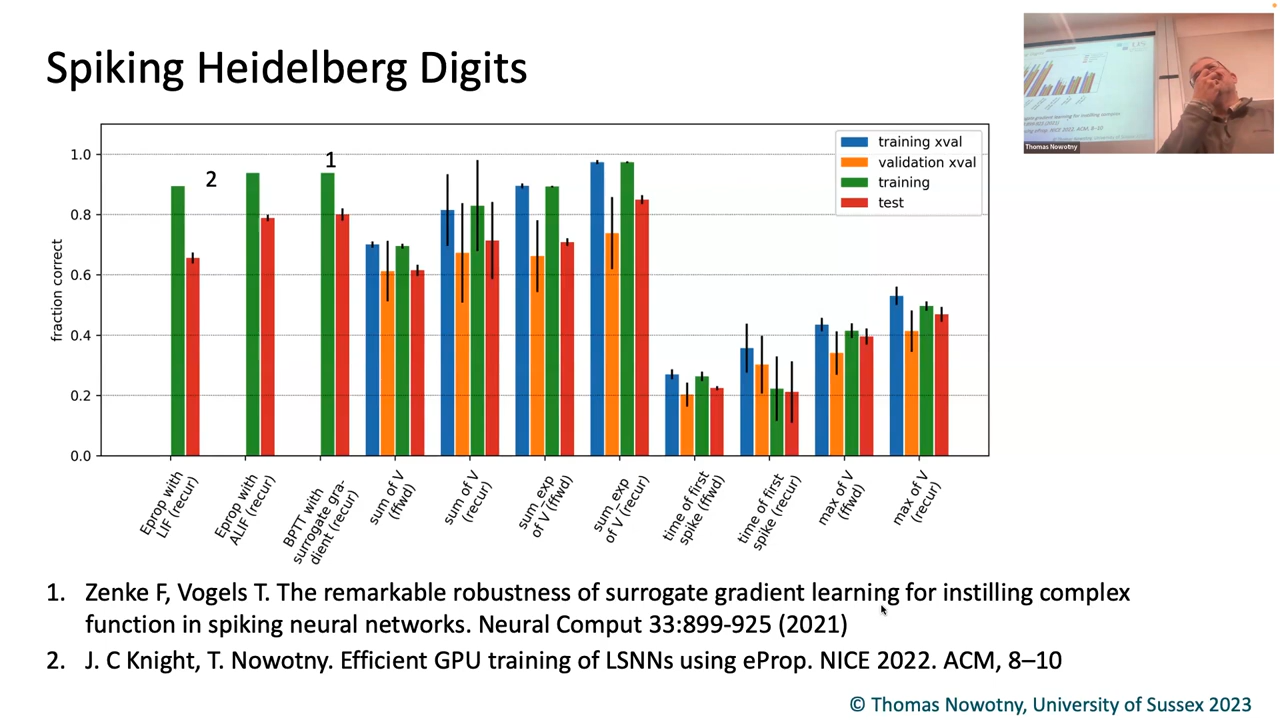 Spiking Heidelberg Digits
1.0
0.8
0.6
0.4
0.2
0.0
fraction correct
2
1
training xval
validation xval
training
test
Eprop with
LIF (recur)
Eprop with
ALIF (recur)
BPTT with
surrogate gra-
dient (recur)
sum of V
(ffwd)
sum of V
(recur)
sum_exp
of V (ffwd)
sum_exp
of V (recur)
time of first
spike (ffwd)
time of first
spike (recur)
max of V
(ffwd)
max of V
(recur)
Thomas Nowotny
1. Zenke F, Vogels T. The remarkable robustness of surrogate gradient learning for instilling complex
function in spiking neural networks. Neural Comput 33:899-925 (2021)
2. J. C Knight, T. Nowotny. Efficient GPU training of LSNNs using eProp. NICE 2022. ACM, 8–10
© Thomas Nowotny, University of Sussex 2023